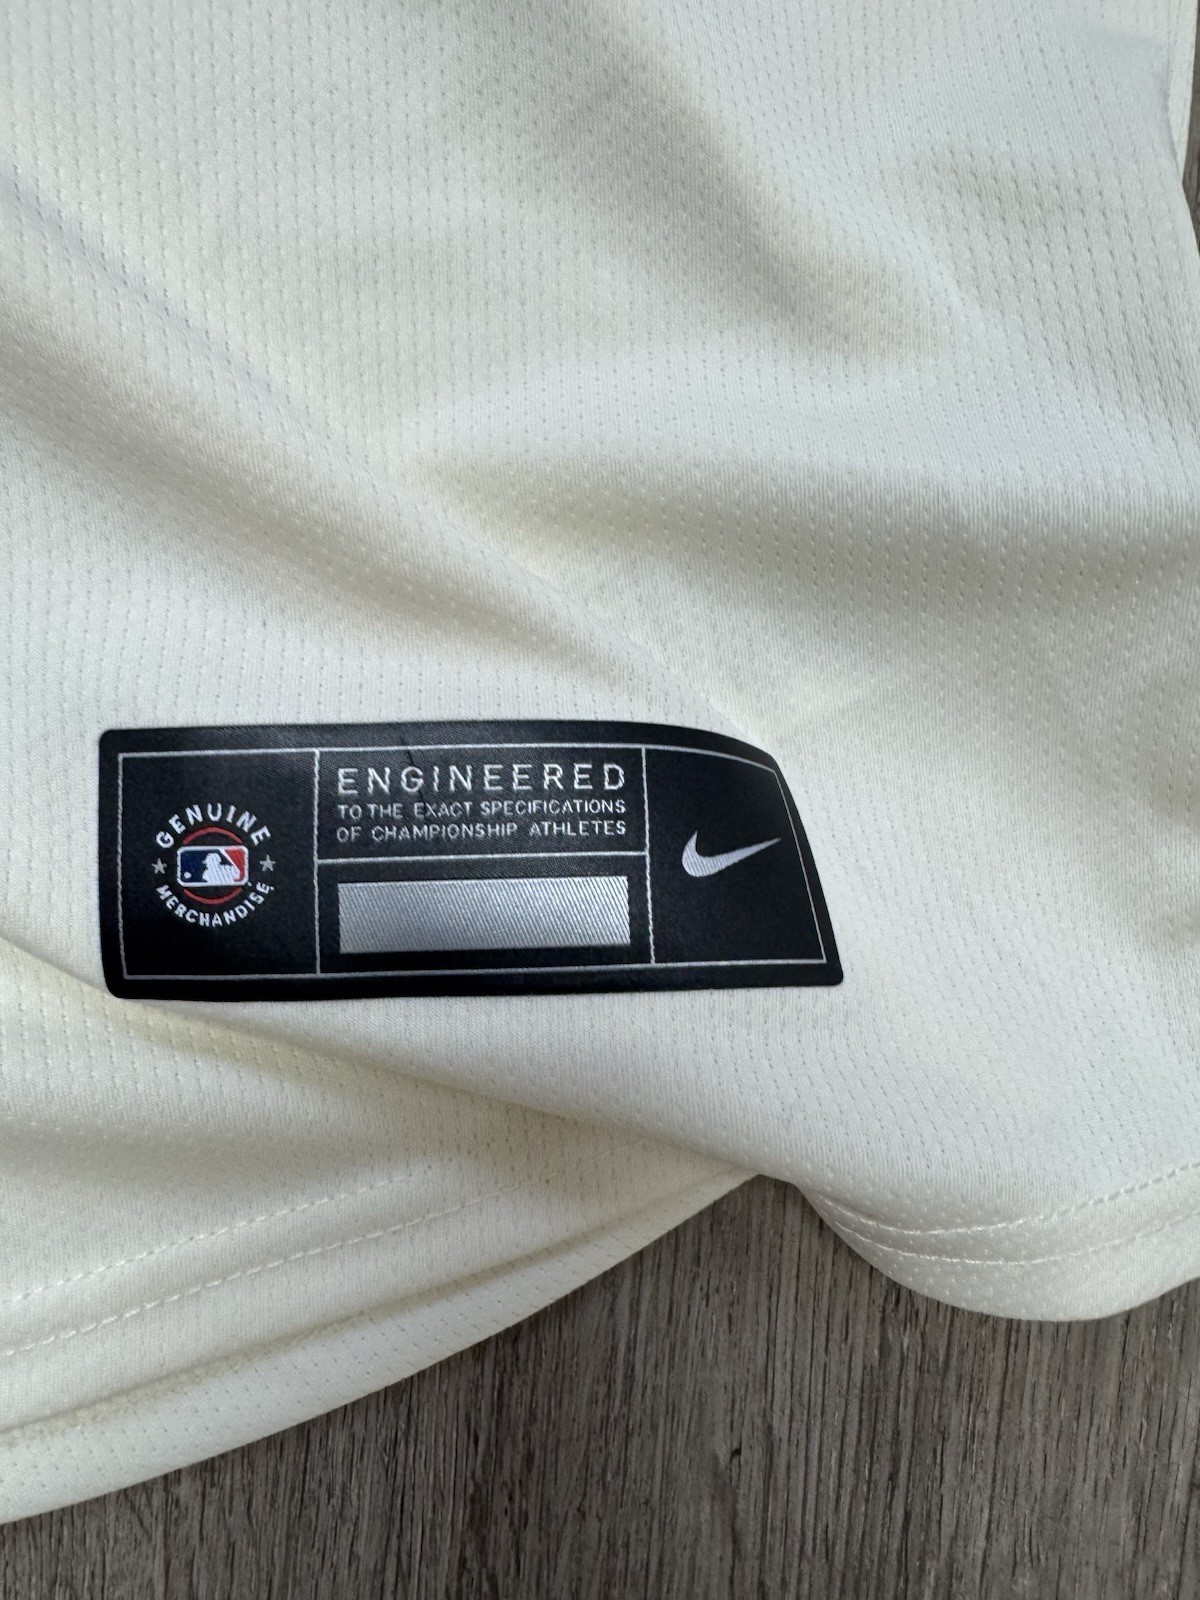 GENUINE
MERCHANDISE
ENGINEERED
TO THE EXACT SPECIFICATIONS
OF CHAMPIONSHIP ATHLETES